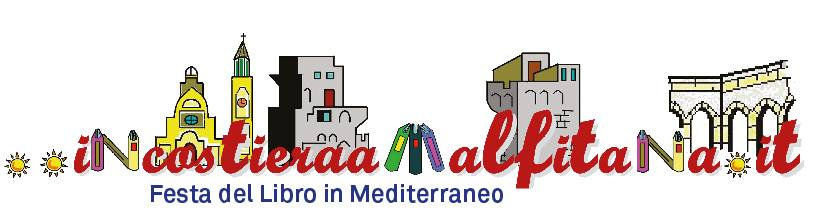 ..iNcostieraaMalfitaNa.it
Festa del Libro in Mediterraneo